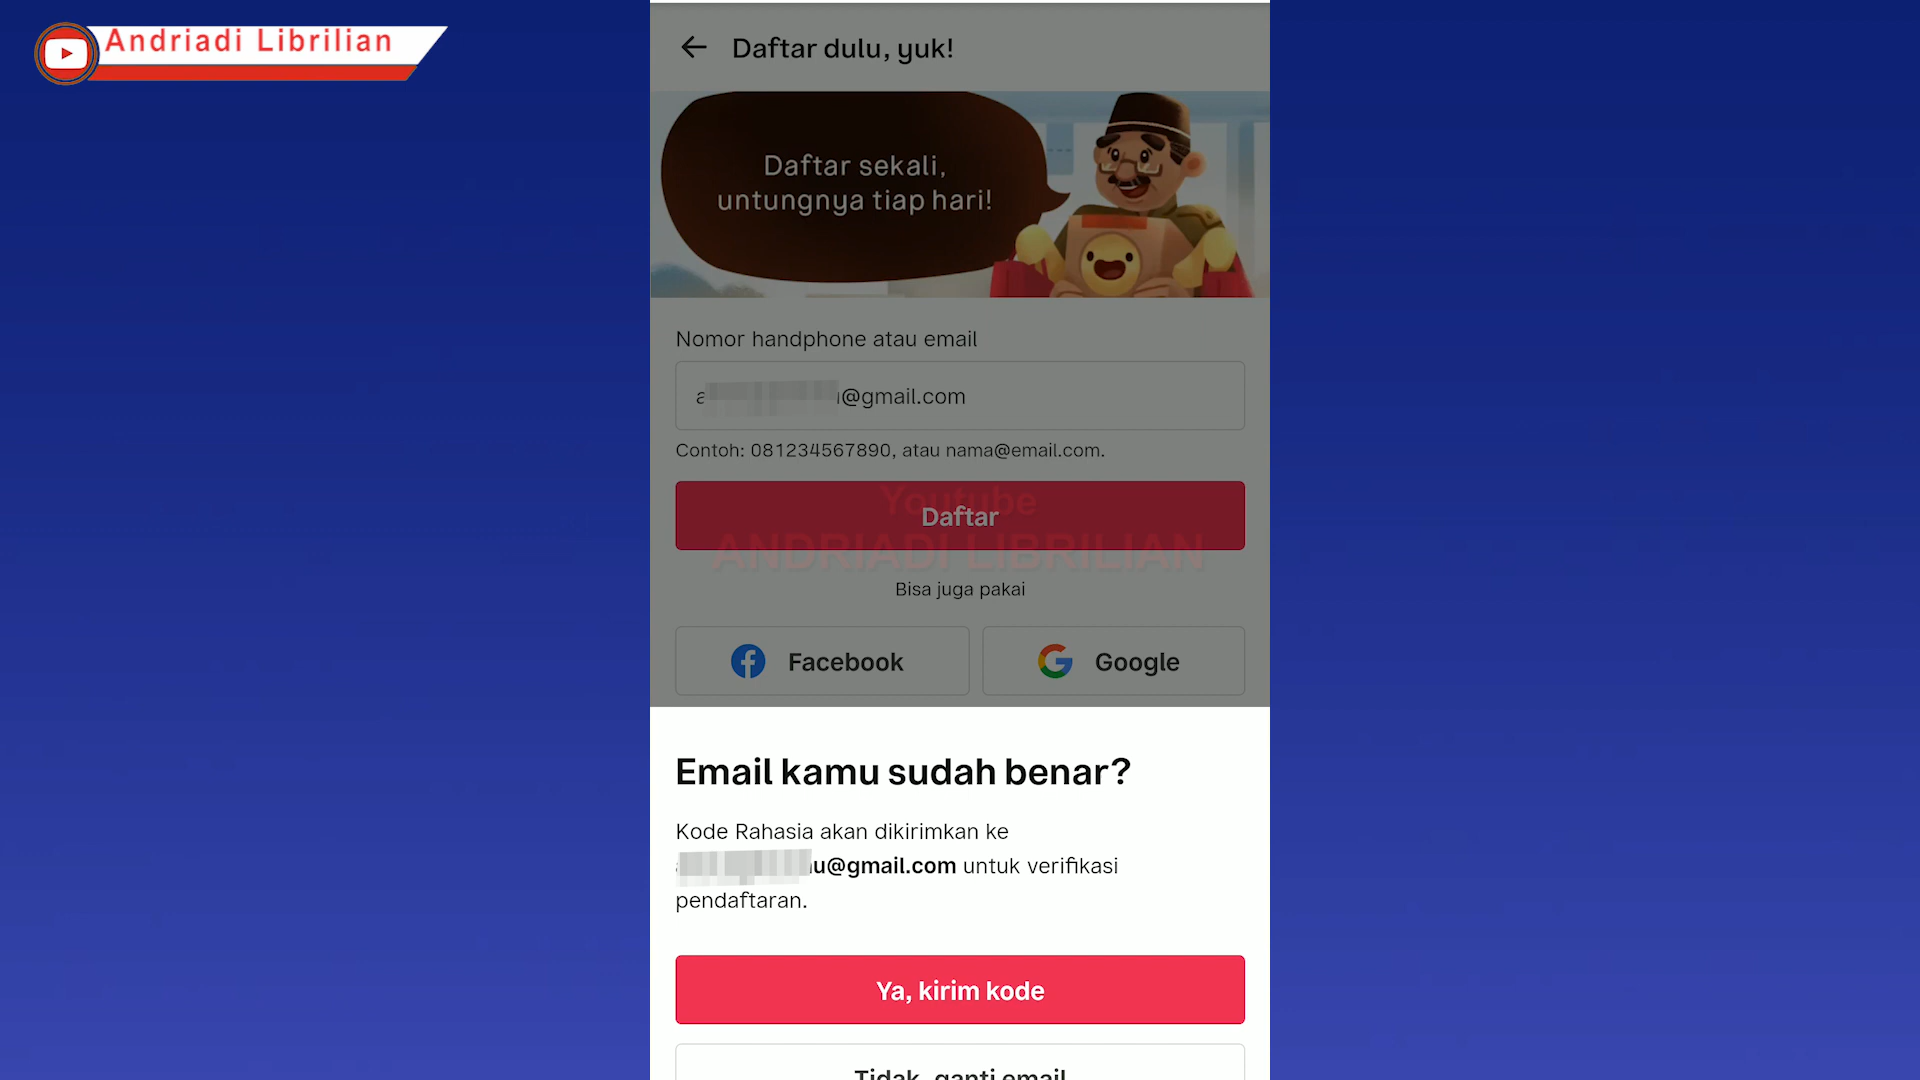 Andriadi Librilian
Daftar dulu, yuk!
Daftar sekali,
untungnya tiap hari!
Nomor handphone atau email
@gmail.com
Contoh: 081234567890, atau nama@email.com.
Youtube
Daftar
ANDRIADI LIBRILIAN
Bisa juga pakai
Facebook
Google
Email kamu sudah benar?
Kode Rahasia akan dikirimkan ke
u@gmail.com untuk verifikasi
pendaftaran.
Ya, kirim kode
Tidak, ganti email